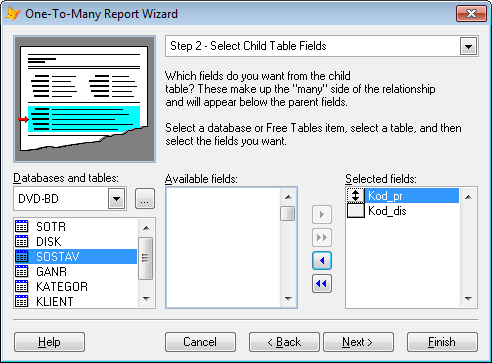 One-To-Many Report Wizard
Step 2 - Select Child Table Fields
Which fields do you want from the child
table? These make up the "many" side of the relationship
and will appear below the parent fields.
Select a database or Free Tables item, select a table, and then
select the fields you want.
Databases and tables:
DVD-BD
...
SOTR
DISK
SOSTAV
GANR
KATEGOR
KLIENT
Available fields:
Selected fields:
Kod_pr
Kod_dis
Help
Cancel
< Back
Next >
Finish